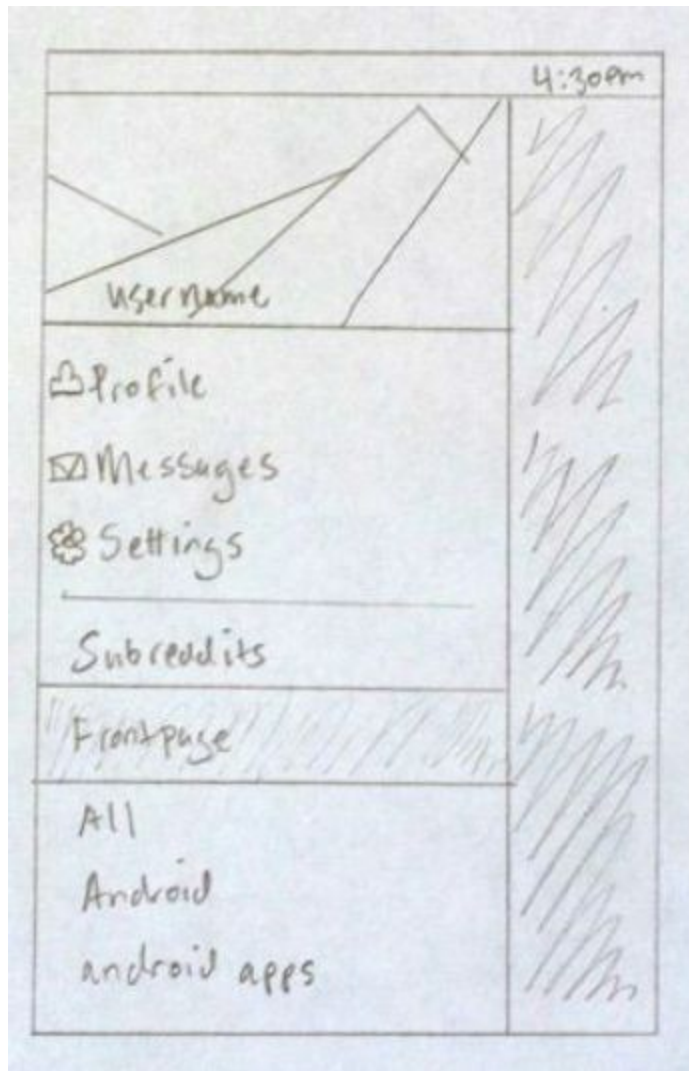 4:30pm
Username
Profile
Messages
Settings
Subreddits
Frontpage
All
Android
android apps